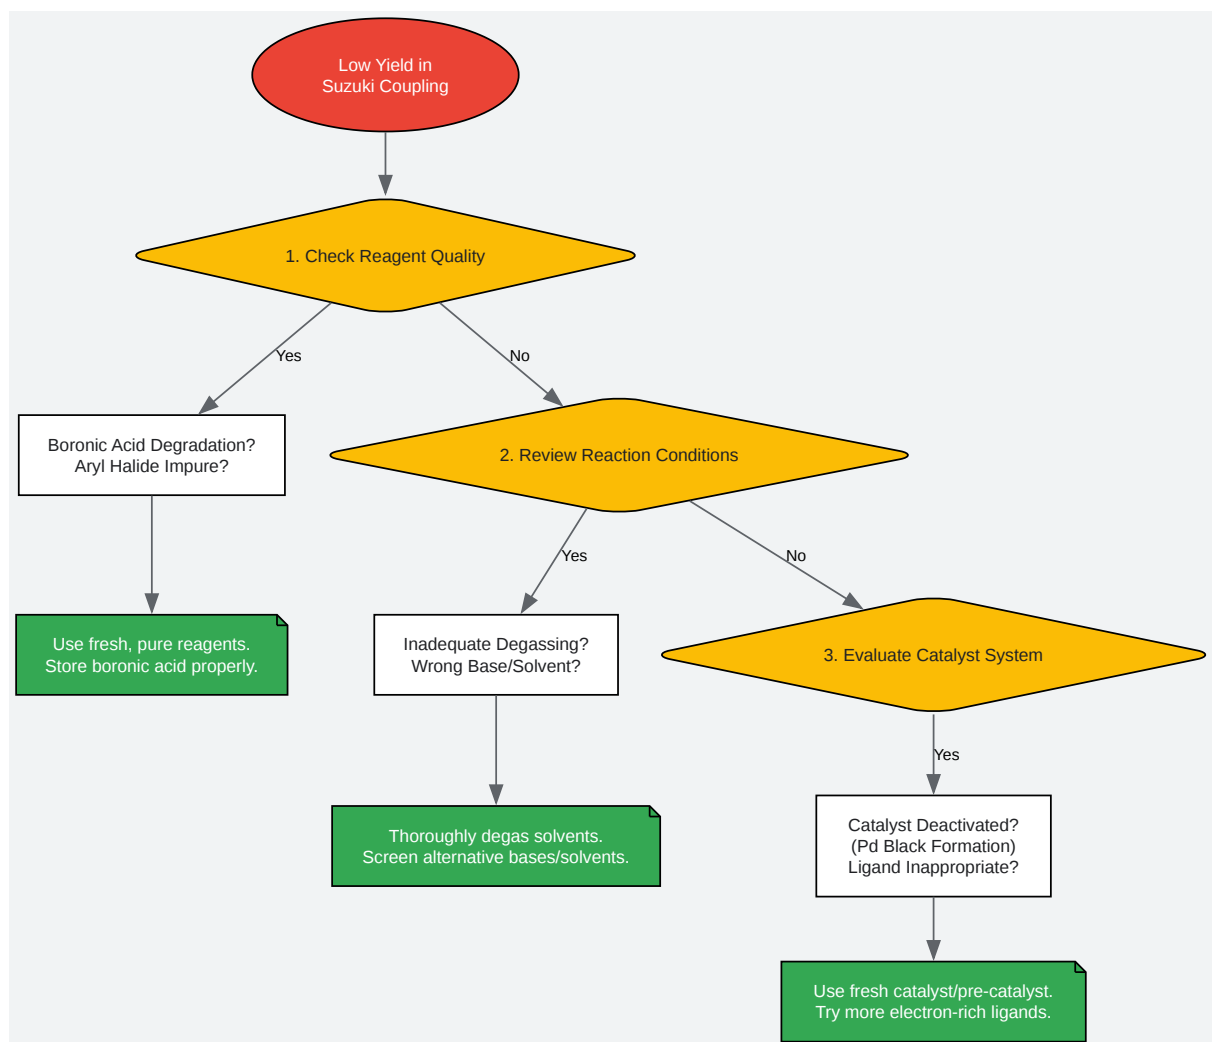 Low Yield in
Suzuki Coupling
1. Check Reagent Quality
Yes
No
Boronic Acid Degradation?
Aryl Halide Impure?
2. Review Reaction Conditions
Yes
No
Use fresh, pure reagents.
Store boronic acid properly.
Inadequate Degassing?
Wrong Base/Solvent?
3. Evaluate Catalyst System
Yes
Thoroughly degas solvents.
Screen alternative bases/solvents.
Catalyst Deactivated?
(Pd Black Formation)
Ligand Inappropriate?
Use fresh catalyst/pre-catalyst.
Try more electron-rich ligands.